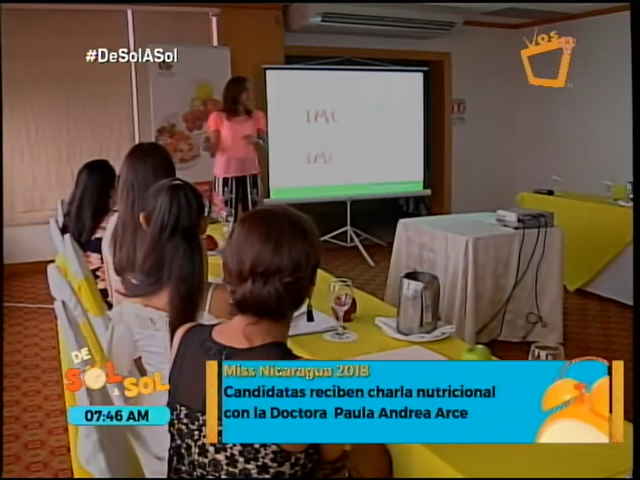 #DeSolASol
VOS
IMC
DE
SOL
A
SOL
07:46 AM
Miss Nicaragua 2018
Candidatas reciben charla nutricional
con la Doctora Paula Andrea Arce